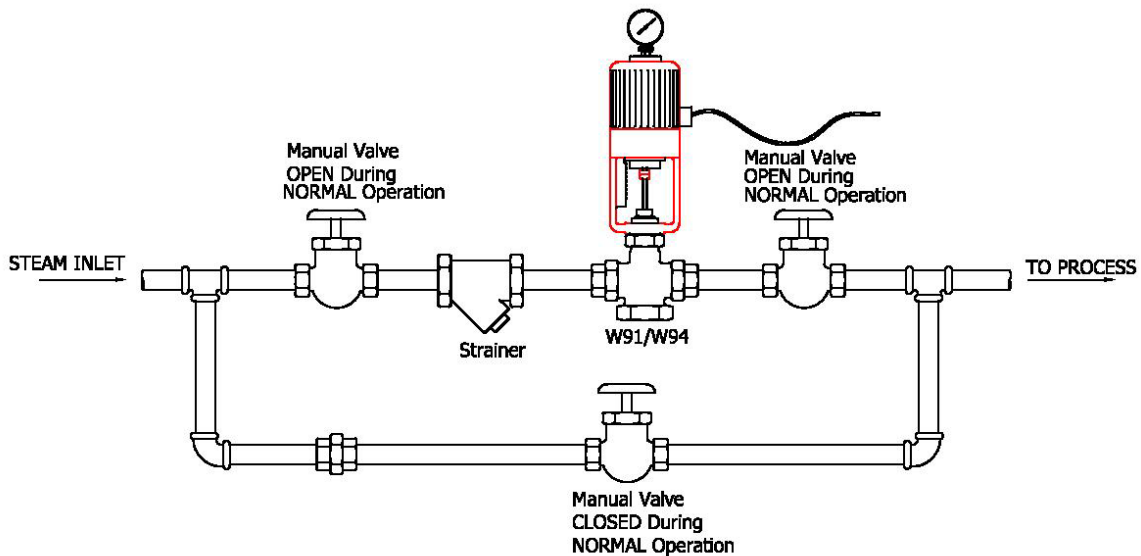 Manual Valve
OPEN During
NORMAL Operation
Manual Valve
OPEN During
NORMAL Operation
STEAM INLET
TO PROCESS
Strainer
W91/W94
Manual Valve
CLOSED During
NORMAL Operation